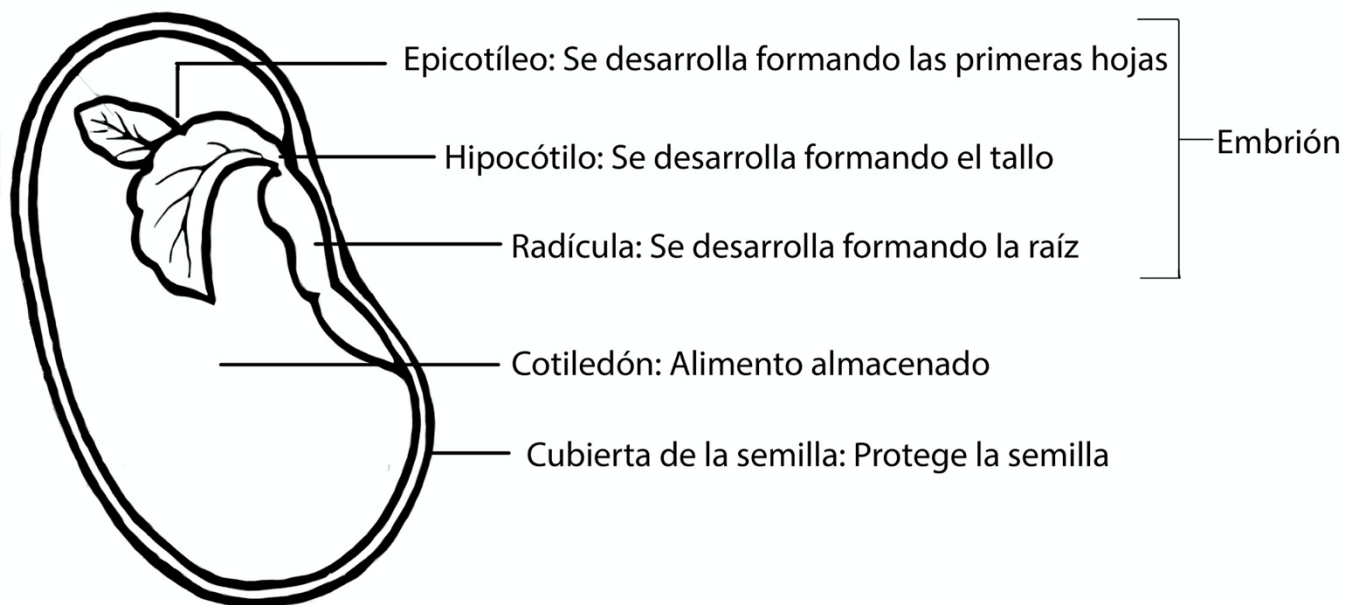 Epicotíleo: Se desarrolla formando las primeras hojas
Hipocótilo: Se desarrolla formando el tallo
Embrión
Radícula: Se desarrolla formando la raíz
Cotiledón: Alimento almacenado
Cubierta de la semilla: Protege la semilla